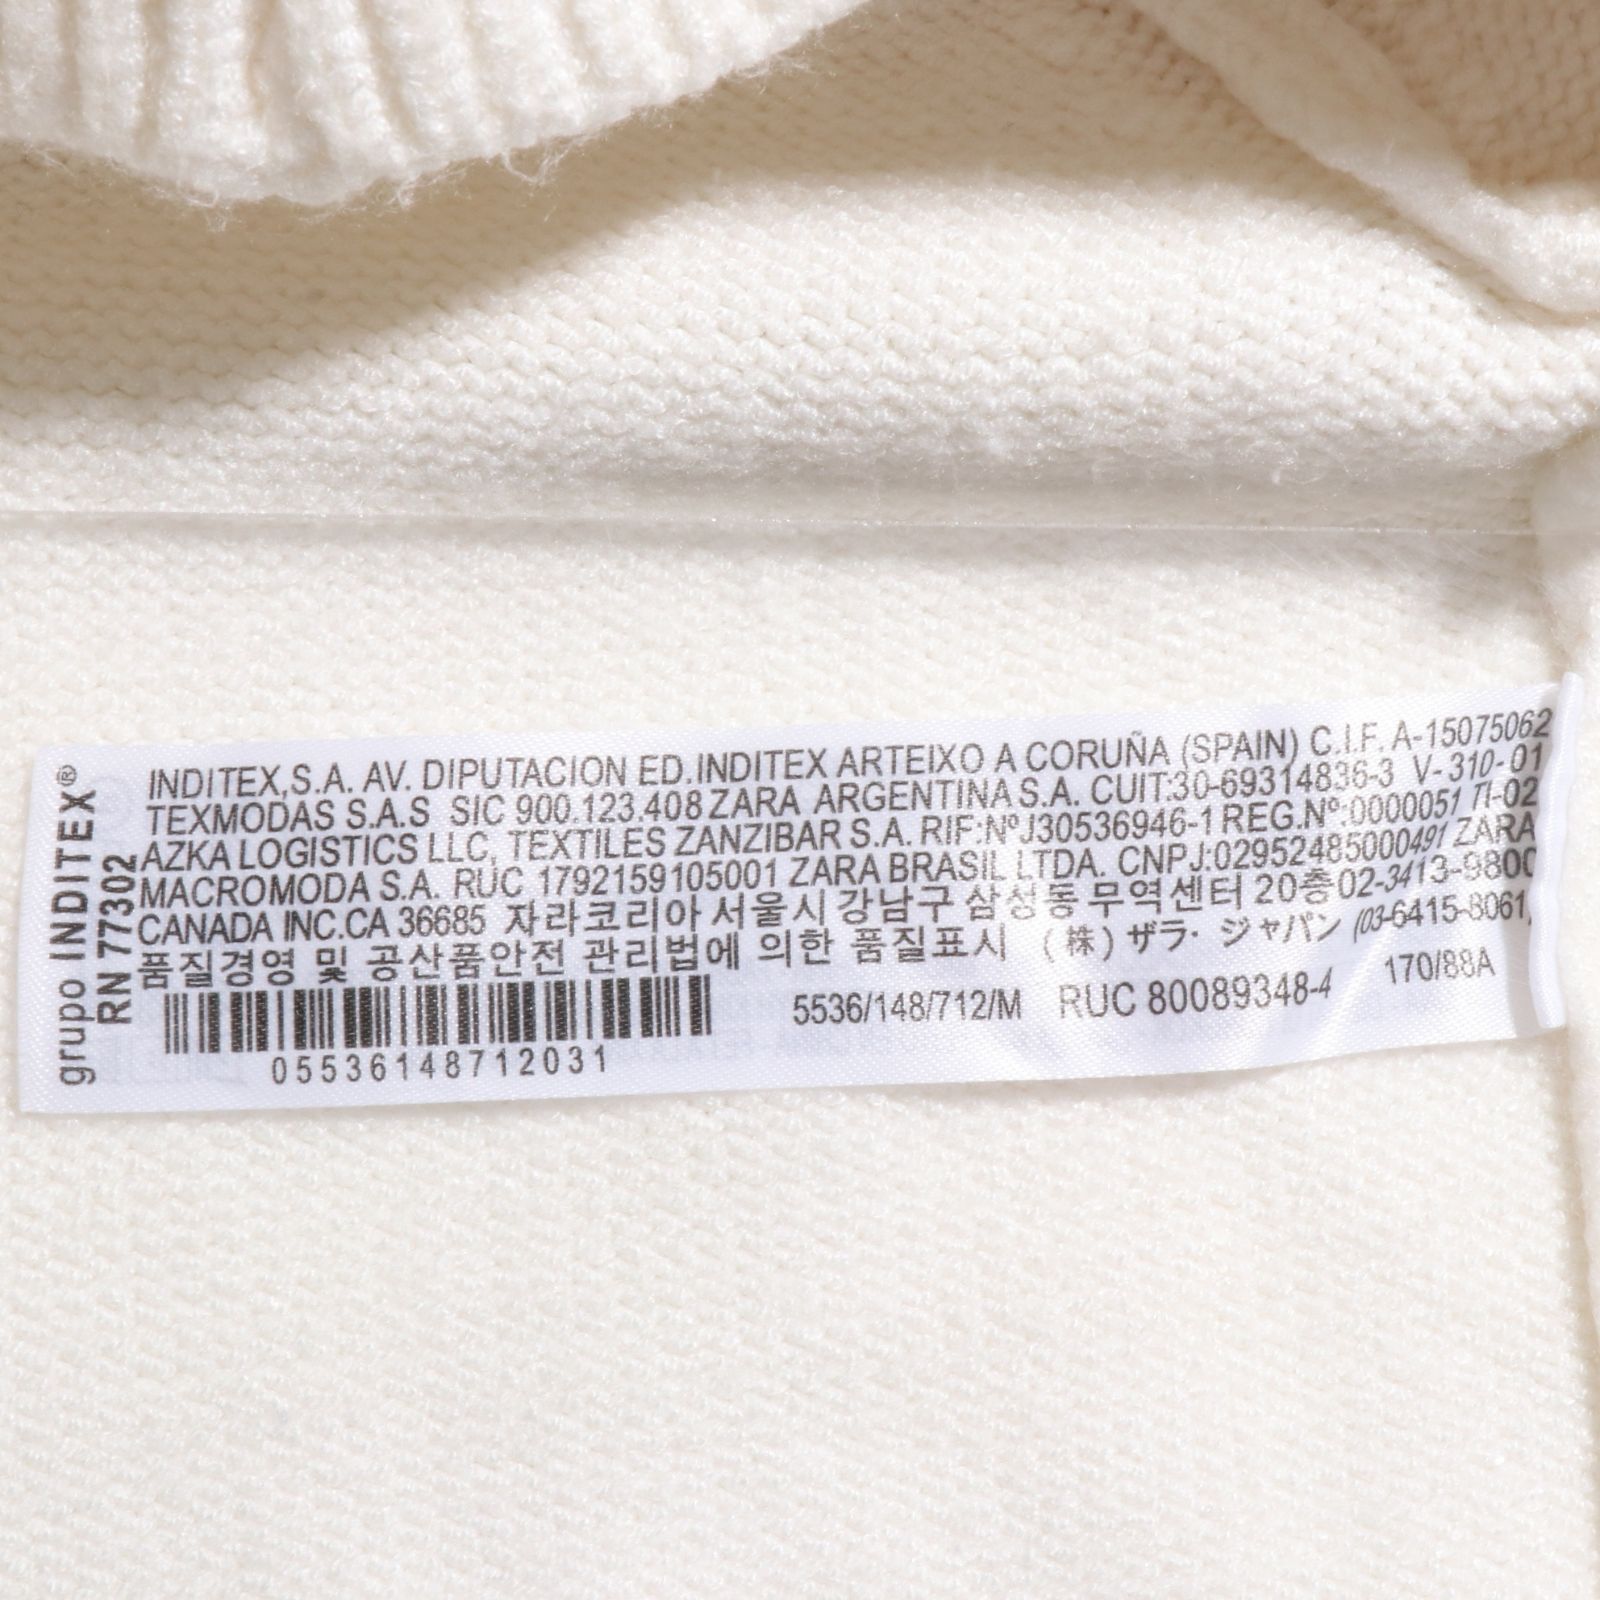 grupo INDITEX®
RN 77302
INDITEX,S.A. AV. DIPUTACION ED.INDITEX ARTEIXO A CORUÑA (SPAIN) C.I.F. A-15075062
TEXMODAS S.A.S SIC 900.123.408 ZARA ARGENTINA S.A. CUIT:30-69314836-3 V-310-01
AZKA LOGISTICS LLC, TEXTILES ZANZIBAR S.A. RIF:Nº J30536946-1 REG.Nº:0000051 TI-02
MACROMODA S.A. RUC 1792159105001 ZARA BRASIL LTDA. CNPJ:02952485000491 ZARA
CANADA INC.CA 36685 자라코리아 서울시 강남구 삼성동 무역센터 20층 02-3413-9800
품질경영 및 공산품안전 관리법에 의한 품질표시 (株) ザラ・ジャパン (03-6415-8061)
5536/148/712/M RUC 80089348-4 170/88A
05536148712031